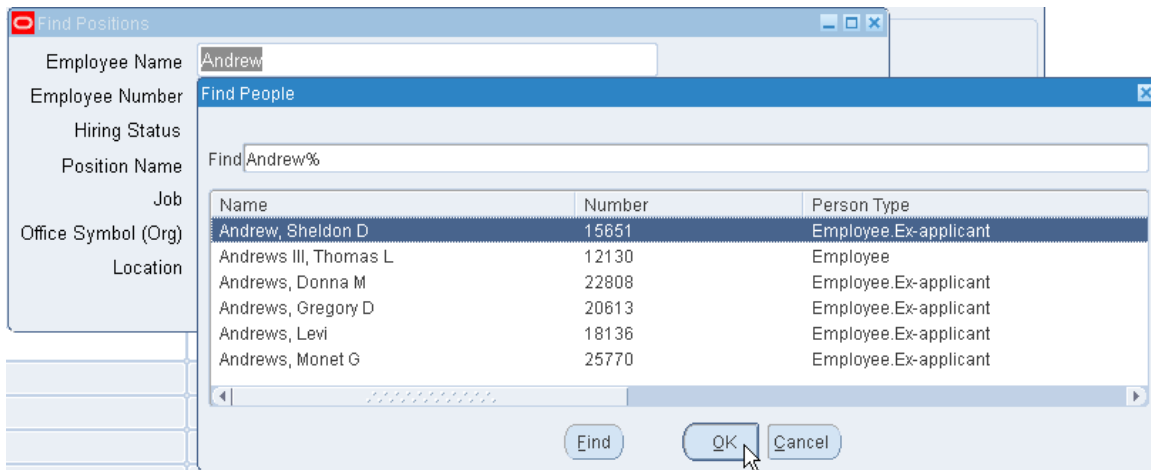 Find Positions
Employee Name Andrew
Employee Number
Hiring Status
Position Name
Job
Office Symbol (Org)
Location
Find People
Find Andrew%
Name Number Person Type
Andrew, Sheldon D 15651 Employee.Ex-applicant
Andrews III, Thomas L 12130 Employee
Andrews, Donna M 22808 Employee.Ex-applicant
Andrews, Gregory D 20613 Employee.Ex-applicant
Andrews, Levi 18136 Employee.Ex-applicant
Andrews, Monet G 25770 Employee.Ex-applicant
Find OK Cancel